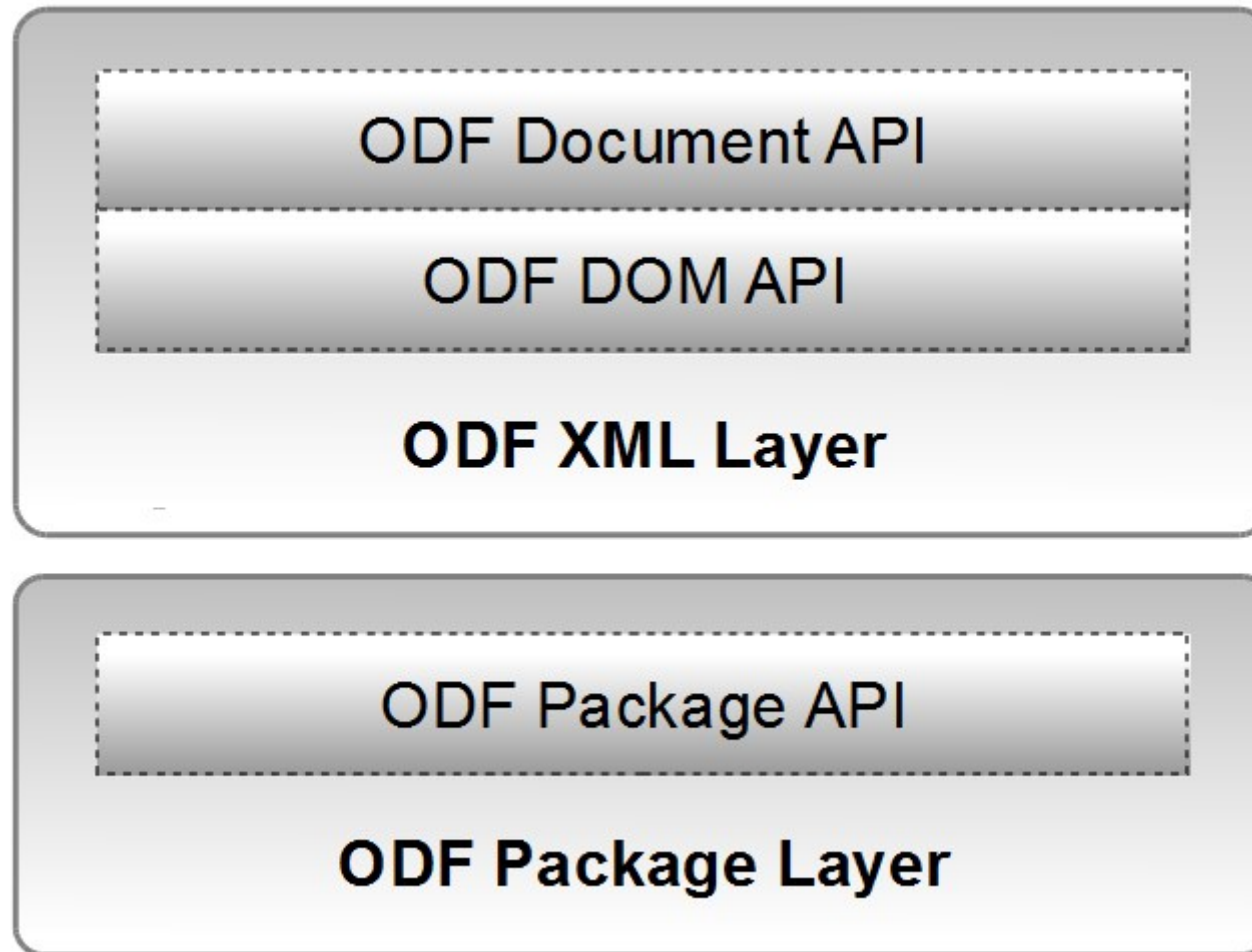 ODF Document API
ODF DOM API
ODF XML Layer
ODF Package API
ODF Package Layer